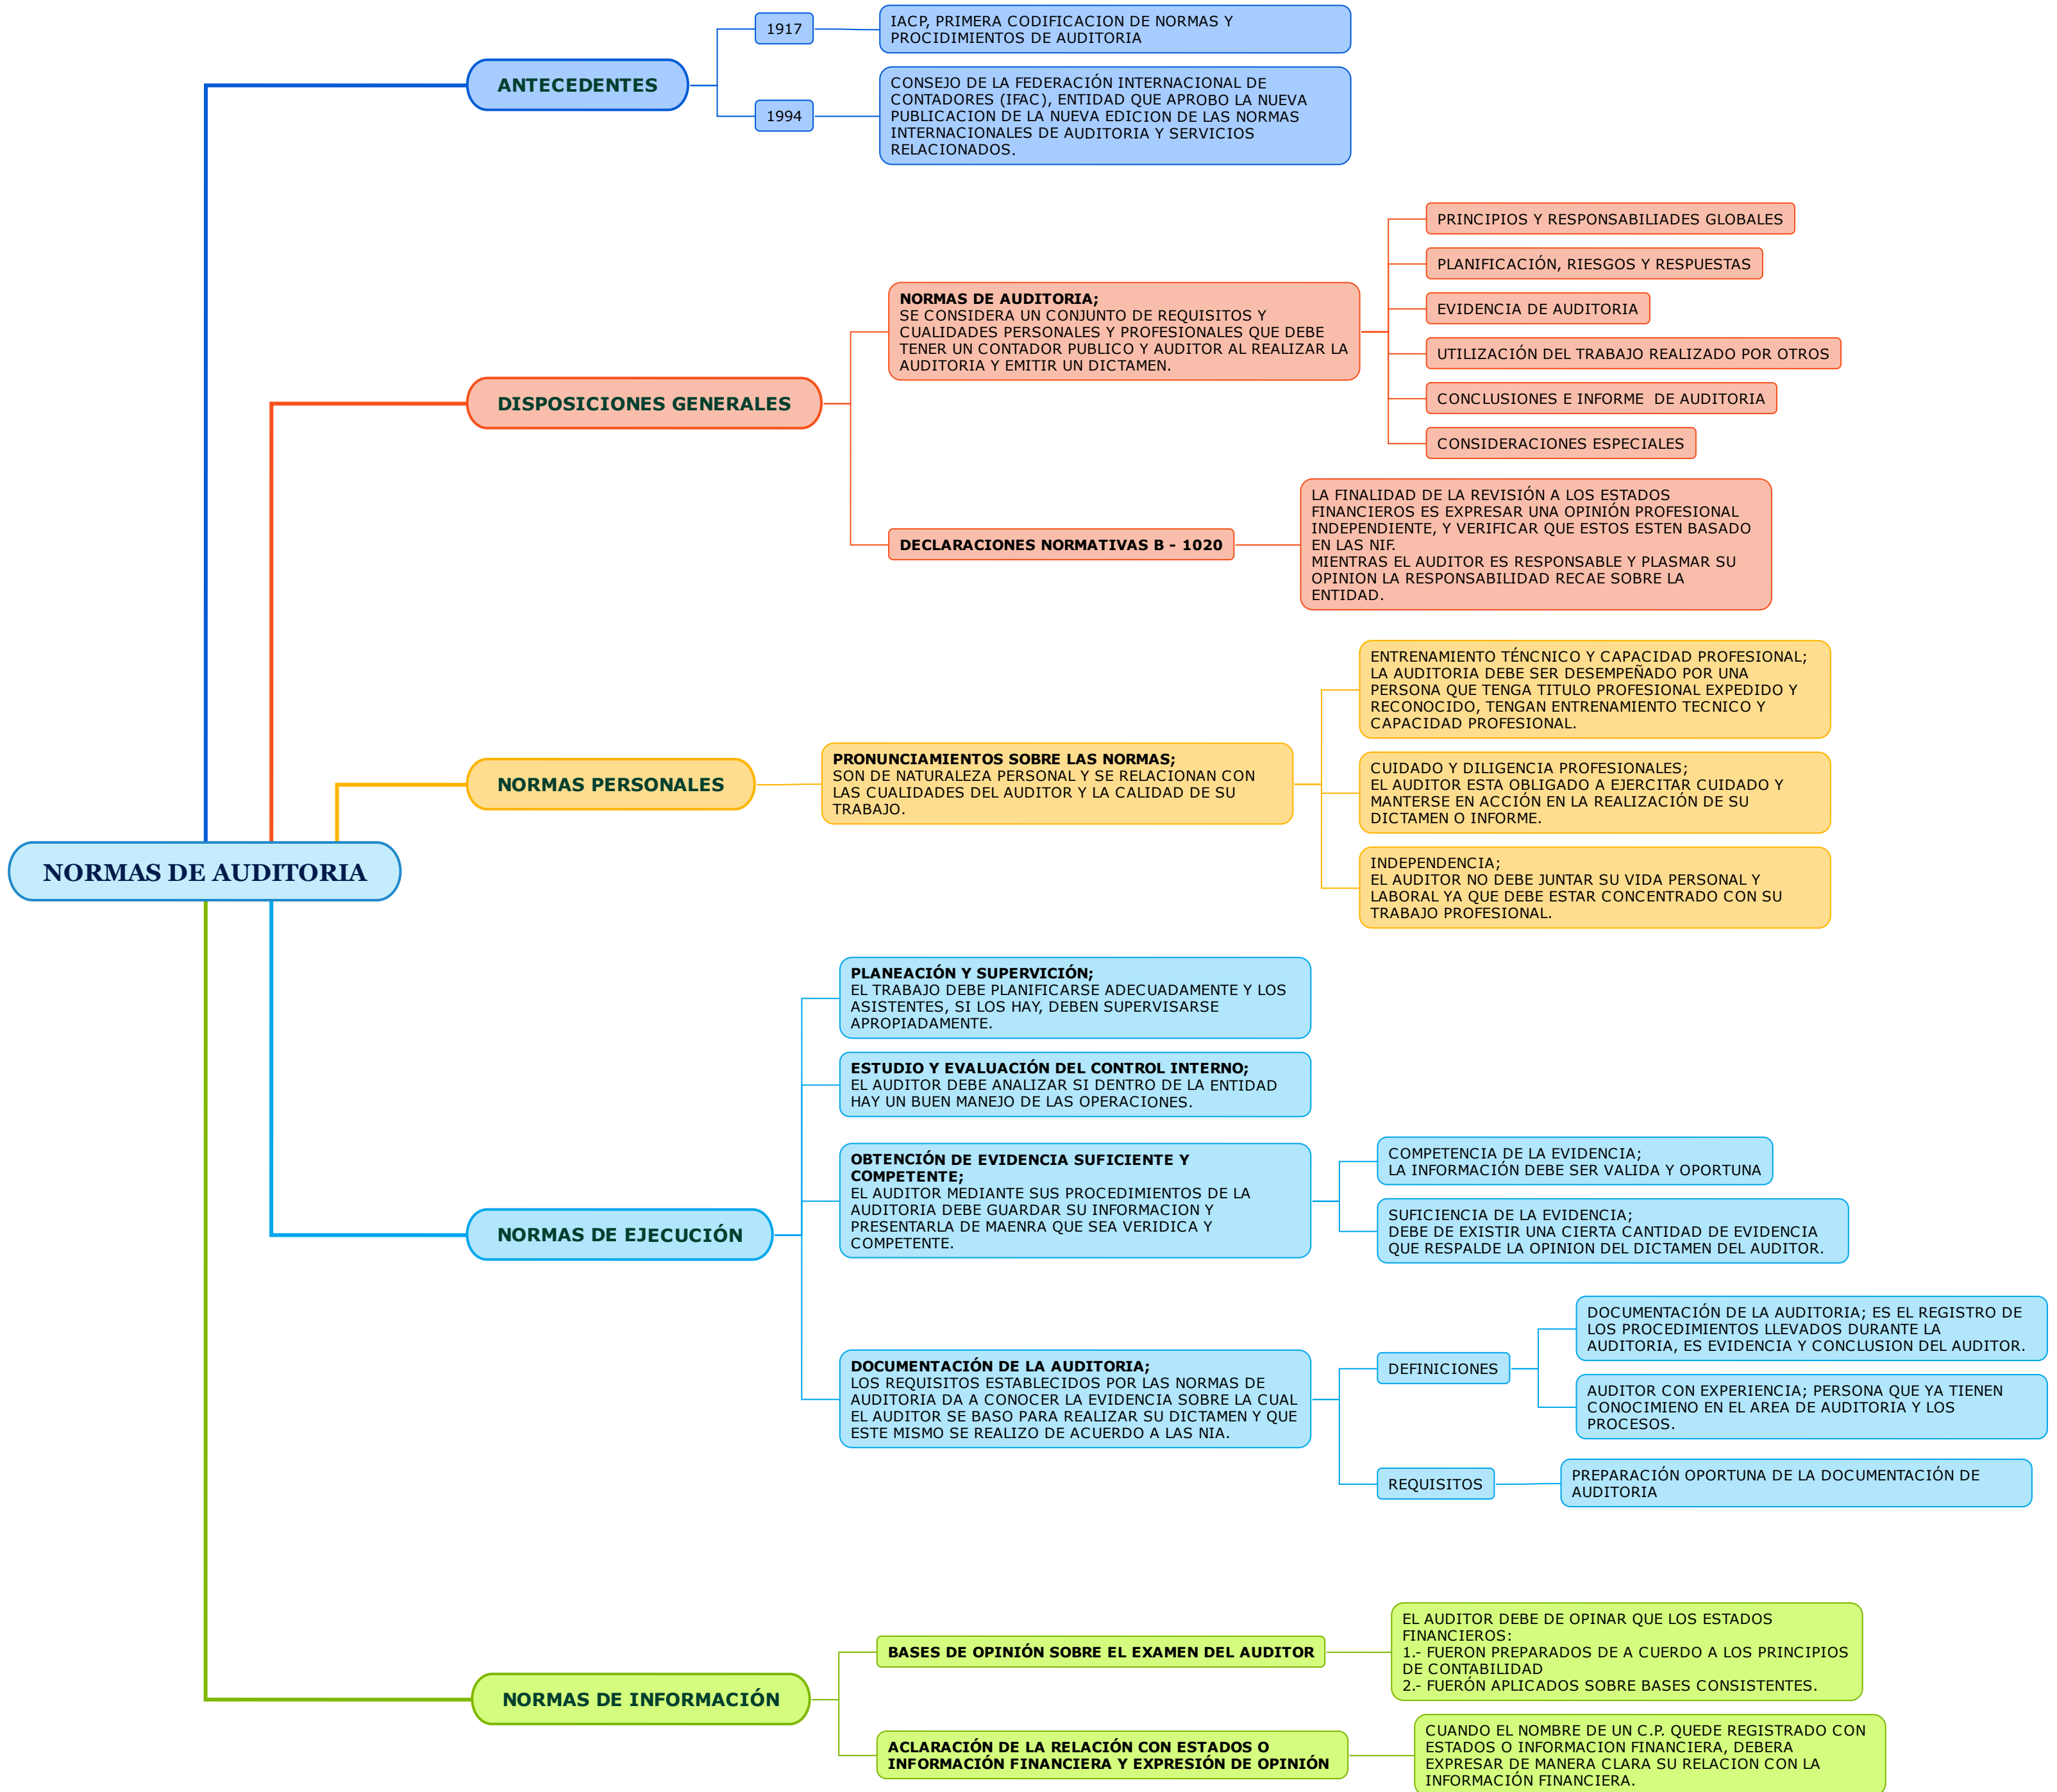 NORMAS DE AUDITORIA
ANTECEDENTES
1917
IACP, PRIMERA CODIFICACION DE NORMAS Y
PROCIDIMIENTOS DE AUDITORIA
1994
CONSEJO DE LA FEDERACIÓN INTERNACIONAL DE
CONTADORES (IFAC), ENTIDAD QUE APROBO LA NUEVA
PUBLICACION DE LA NUEVA EDICION DE LAS NORMAS
INTERNACIONALES DE AUDITORIA Y SERVICIOS
RELACIONADOS.
DISPOSICIONES GENERALES
NORMAS DE AUDITORIA;
SE CONSIDERA UN CONJUNTO DE REQUISITOS Y
CUALIDADES PERSONALES Y PROFESIONALES QUE DEBE
TENER UN CONTADOR PUBLICO Y AUDITOR AL REALIZAR LA
AUDITORIA Y EMITIR UN DICTAMEN.
PRINCIPIOS Y RESPONSABILIADES GLOBALES
PLANIFICACIÓN, RIESGOS Y RESPUESTAS
EVIDENCIA DE AUDITORIA
UTILIZACIÓN DEL TRABAJO REALIZADO POR OTROS
CONCLUSIONES E INFORME  DE AUDITORIA
CONSIDERACIONES ESPECIALES
DECLARACIONES NORMATIVAS B - 1020
LA FINALIDAD DE LA REVISIÓN A LOS ESTADOS
FINANCIEROS ES EXPRESAR UNA OPINIÓN PROFESIONAL
INDEPENDIENTE, Y VERIFICAR QUE ESTOS ESTEN BASADO
EN LAS NIF.
MIENTRAS EL AUDITOR ES RESPONSABLE Y PLASMAR SU
OPINION LA RESPONSABILIDAD RECAE SOBRE LA
ENTIDAD.
NORMAS PERSONALES
PRONUNCIAMIENTOS SOBRE LAS NORMAS;
SON DE NATURALEZA PERSONAL Y SE RELACIONAN CON
LAS CUALIDADES DEL AUDITOR Y LA CALIDAD DE SU
TRABAJO.
ENTRENAMIENTO TÉNCNICO Y CAPACIDAD PROFESIONAL;
LA AUDITORIA DEBE SER DESEMPEÑADO POR UNA
PERSONA QUE TENGA TITULO PROFESIONAL EXPEDIDO Y
RECONOCIDO, TENGAN ENTRENAMIENTO TECNICO Y
CAPACIDAD PROFESIONAL.
CUIDADO Y DILIGENCIA PROFESIONALES;
EL AUDITOR ESTA OBLIGADO A EJERCITAR CUIDADO Y
MANTERSE EN ACCIÓN EN LA REALIZACIÓN DE SU
DICTAMEN O INFORME.
INDEPENDENCIA;
EL AUDITOR NO DEBE JUNTAR SU VIDA PERSONAL Y
LABORAL YA QUE DEBE ESTAR CONCENTRADO CON SU
TRABAJO PROFESIONAL.
NORMAS DE EJECUCIÓN
PLANEACIÓN Y SUPERVICIÓN;
EL TRABAJO DEBE PLANIFICARSE ADECUADAMENTE Y LOS
ASISTENTES, SI LOS HAY, DEBEN SUPERVISARSE
APROPIADAMENTE.
ESTUDIO Y EVALUACIÓN DEL CONTROL INTERNO;
EL AUDITOR DEBE ANALIZAR SI DENTRO DE LA ENTIDAD
HAY UN BUEN MANEJO DE LAS OPERACIONES.
OBTENCIÓN DE EVIDENCIA SUFICIENTE Y
COMPETENTE;
EL AUDITOR MEDIANTE SUS PROCEDIMIENTOS DE LA
AUDITORIA DEBE GUARDAR SU INFORMACION Y
PRESENTARLA DE MAENRA QUE SEA VERIDICA Y
COMPETENTE.
COMPETENCIA DE LA EVIDENCIA;
LA INFORMACIÓN DEBE SER VALIDA Y OPORTUNA
SUFICIENCIA DE LA EVIDENCIA;
DEBE DE EXISTIR UNA CIERTA CANTIDAD DE EVIDENCIA
QUE RESPALDE LA OPINION DEL DICTAMEN DEL AUDITOR.
DOCUMENTACIÓN DE LA AUDITORIA;
LOS REQUISITOS ESTABLECIDOS POR LAS NORMAS DE
AUDITORIA DA A CONOCER LA EVIDENCIA SOBRE LA CUAL
EL AUDITOR SE BASO PARA REALIZAR SU DICTAMEN Y QUE
ESTE MISMO SE REALIZO DE ACUERDO A LAS NIA.
DEFINICIONES
DOCUMENTACIÓN DE LA AUDITORIA; ES EL REGISTRO DE
LOS PROCEDIMIENTOS LLEVADOS DURANTE LA
AUDITORIA, ES EVIDENCIA Y CONCLUSION DEL AUDITOR.
AUDITOR CON EXPERIENCIA; PERSONA QUE YA TIENEN
CONOCIMIENO EN EL AREA DE AUDITORIA Y LOS
PROCESOS.
REQUISITOS
PREPARACIÓN OPORTUNA DE LA DOCUMENTACIÓN DE
AUDITORIA
NORMAS DE INFORMACIÓN
BASES DE OPINIÓN SOBRE EL EXAMEN DEL AUDITOR
EL AUDITOR DEBE DE OPINAR QUE LOS ESTADOS
FINANCIEROS:
1.- FUERON PREPARADOS DE A CUERDO A LOS PRINCIPIOS
DE CONTABILIDAD
2.- FUERÓN APLICADOS SOBRE BASES CONSISTENTES.
ACLARACIÓN DE LA RELACIÓN CON ESTADOS O
INFORMACIÓN FINANCIERA Y EXPRESIÓN DE OPINIÓN
CUANDO EL NOMBRE DE UN C.P. QUEDE REGISTRADO CON
ESTADOS O INFORMACION FINANCIERA, DEBERA
EXPRESAR DE MANERA CLARA SU RELACION CON LA
INFORMACIÓN FINANCIERA.